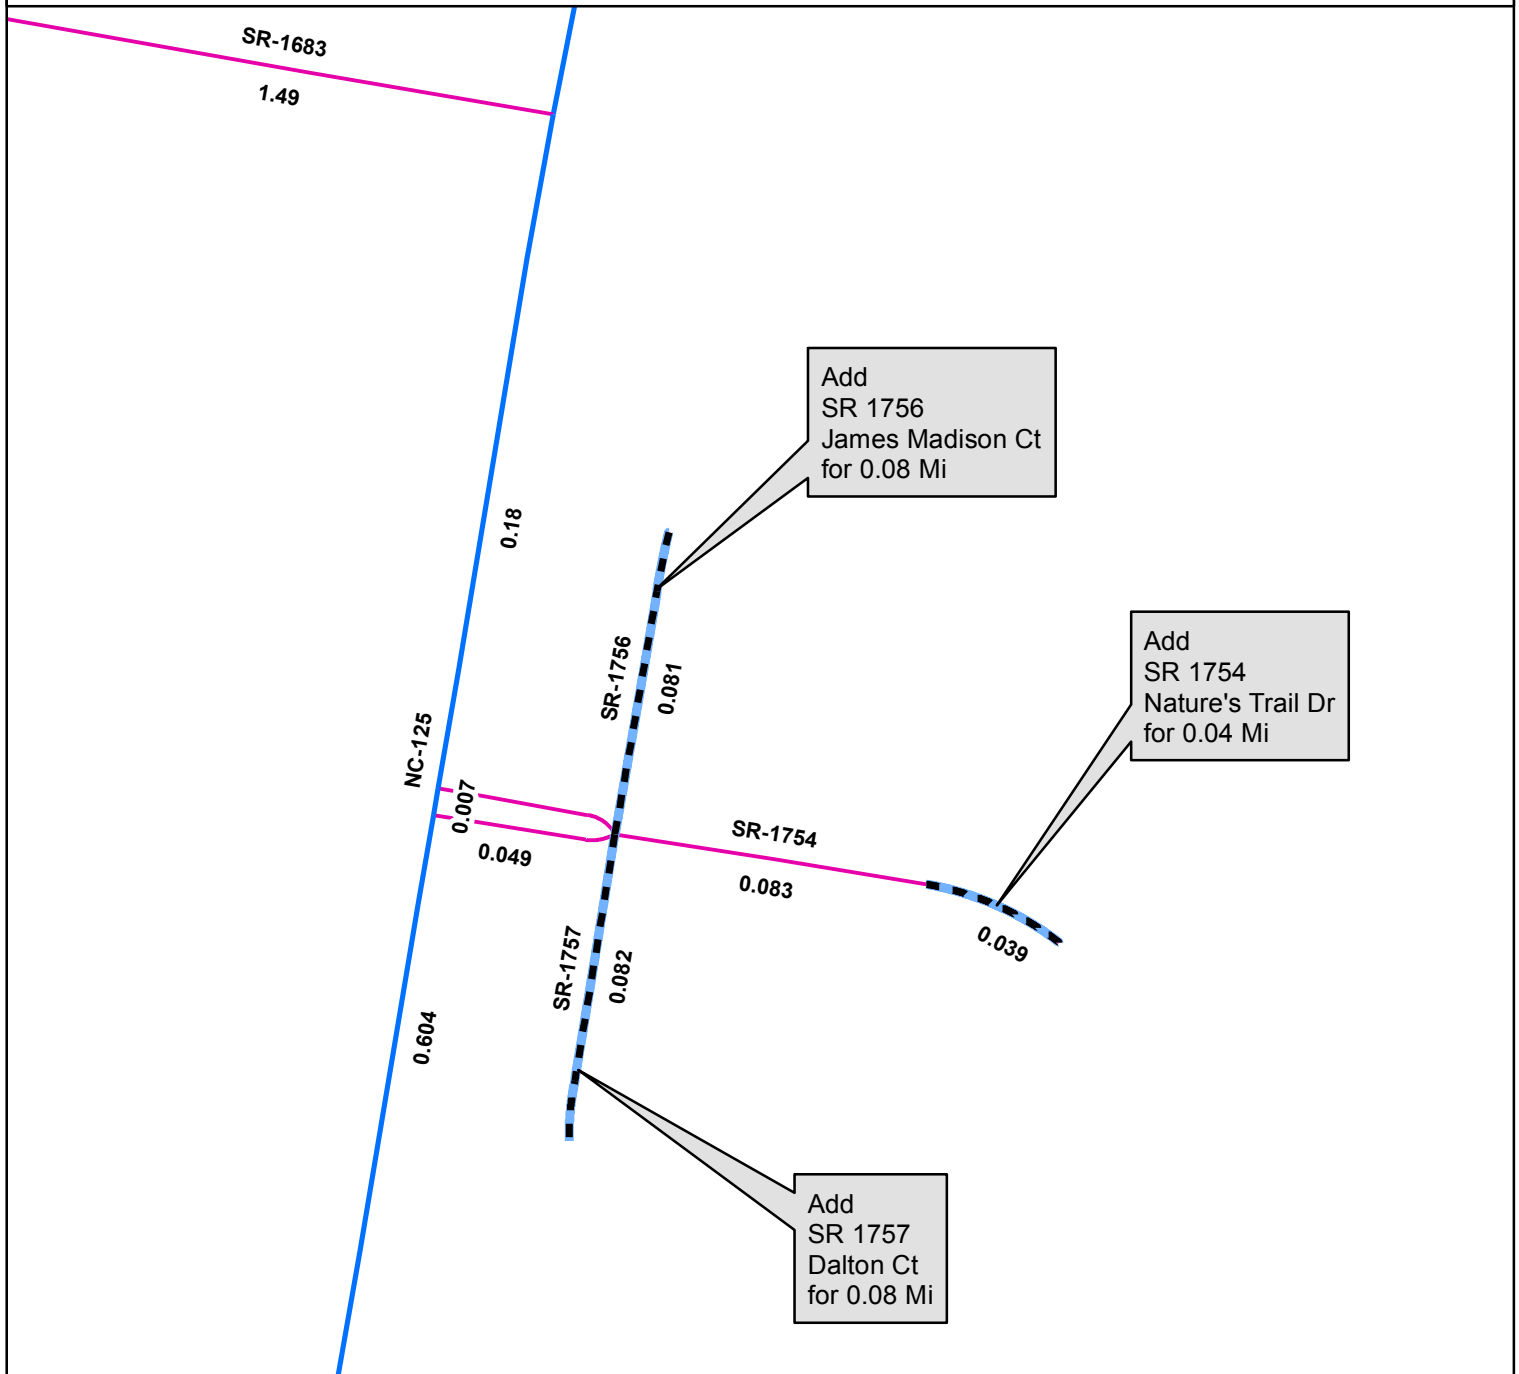 SR-1683
1.49
Add
SR 1756
James Madison Ct
for 0.08 Mi
0.18
SR-1756
0.081
Add
SR 1754
Nature's Trail Dr
for 0.04 Mi
NC-125
0.007
0.049
SR-1754
0.083
0.039
SR-1757
0.082
0.604
Add
SR 1757
Dalton Ct
for 0.08 Mi